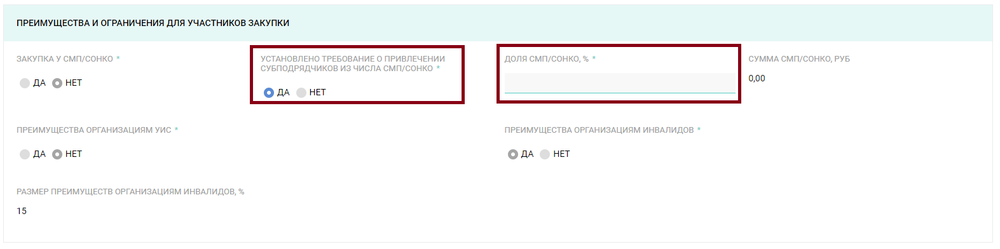 ПРЕИМУЩЕСТВА И ОГРАНИЧЕНИЯ ДЛЯ УЧАСТНИКОВ ЗАКУПКИ
ЗАКУПКА У СМП/СОНКО *
ДА НЕТ
УСТАНОВЛЕНО ТРЕБОВАНИЕ О ПРИВЛЕЧЕНИИ
СУБПОДРЯДЧИКОВ ИЗ ЧИСЛА СМП/СОНКО *
ДА НЕТ
ДОЛЯ СМП/СОНКО, % *
СУММА СМП/СОНКО, РУБ
0,00
ПРЕИМУЩЕСТВА ОРГАНИЗАЦИЯМ УИС *
ДА НЕТ
ПРЕИМУЩЕСТВА ОРГАНИЗАЦИЯМ ИНВАЛИДОВ *
ДА НЕТ
РАЗМЕР ПРЕИМУЩЕСТВ ОРГАНИЗАЦИЯМ ИНВАЛИДОВ, %
15